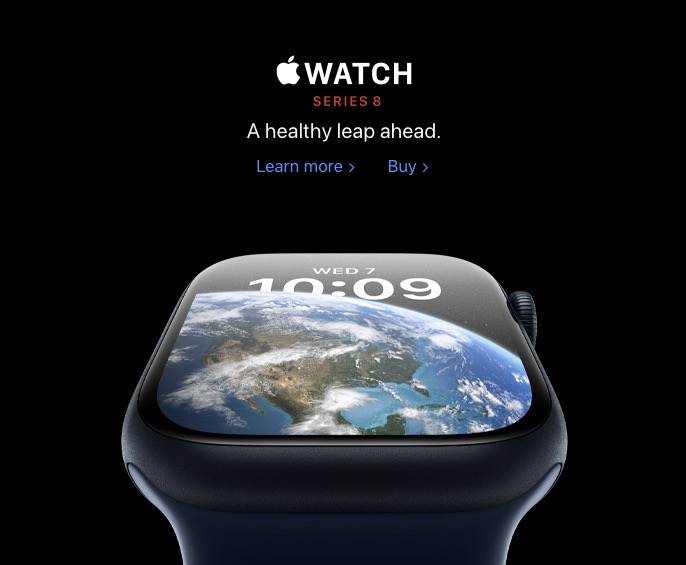 WATCH
SERIES 8
A healthy leap ahead.
Learn more >
Buy >
WED 7
10:09